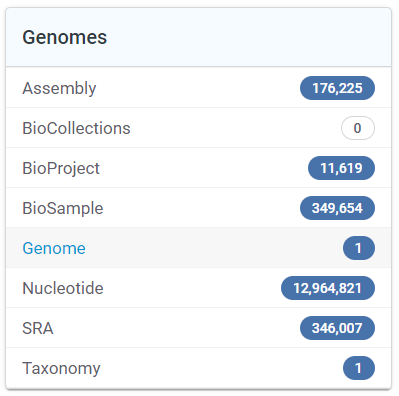 Genomes
Assembly 176,225
BioCollections 0
BioProject 11,619
BioSample 349,654
Genome 1
Nucleotide 12,964,821
SRA 346,007
Taxonomy 1